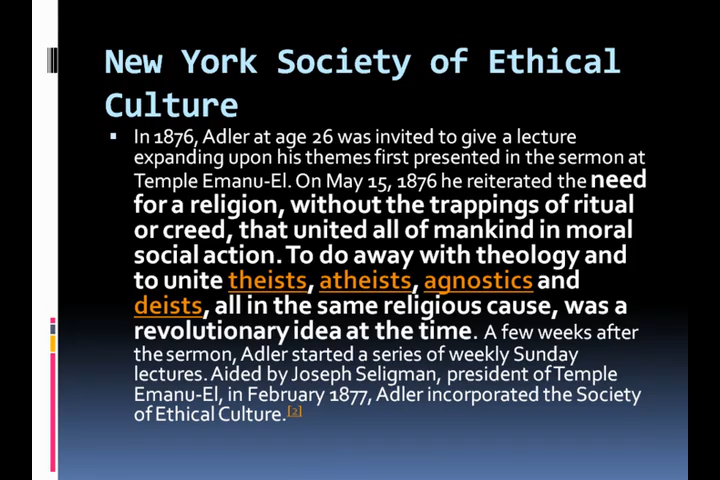 New York Society of Ethical
Culture
▪ In 1876, Adler at age 26 was invited to give a lecture
expanding upon his themes first presented in the sermon at
Temple Emanu-El. On May 15, 1876 he reiterated the need
for a religion, without the trappings of ritual
or creed, that united all of mankind in moral
social action. To do away with theology and
to unite theists, atheists, agnostics and
deists, all in the same religious cause, was a
revolutionary idea at the time. A few weeks after
the sermon, Adler started a series of weekly Sunday
lectures. Aided by Joseph Seligman, president of Temple
Emanu-El, in February 1877, Adler incorporated the Society
of Ethical Culture.[2]